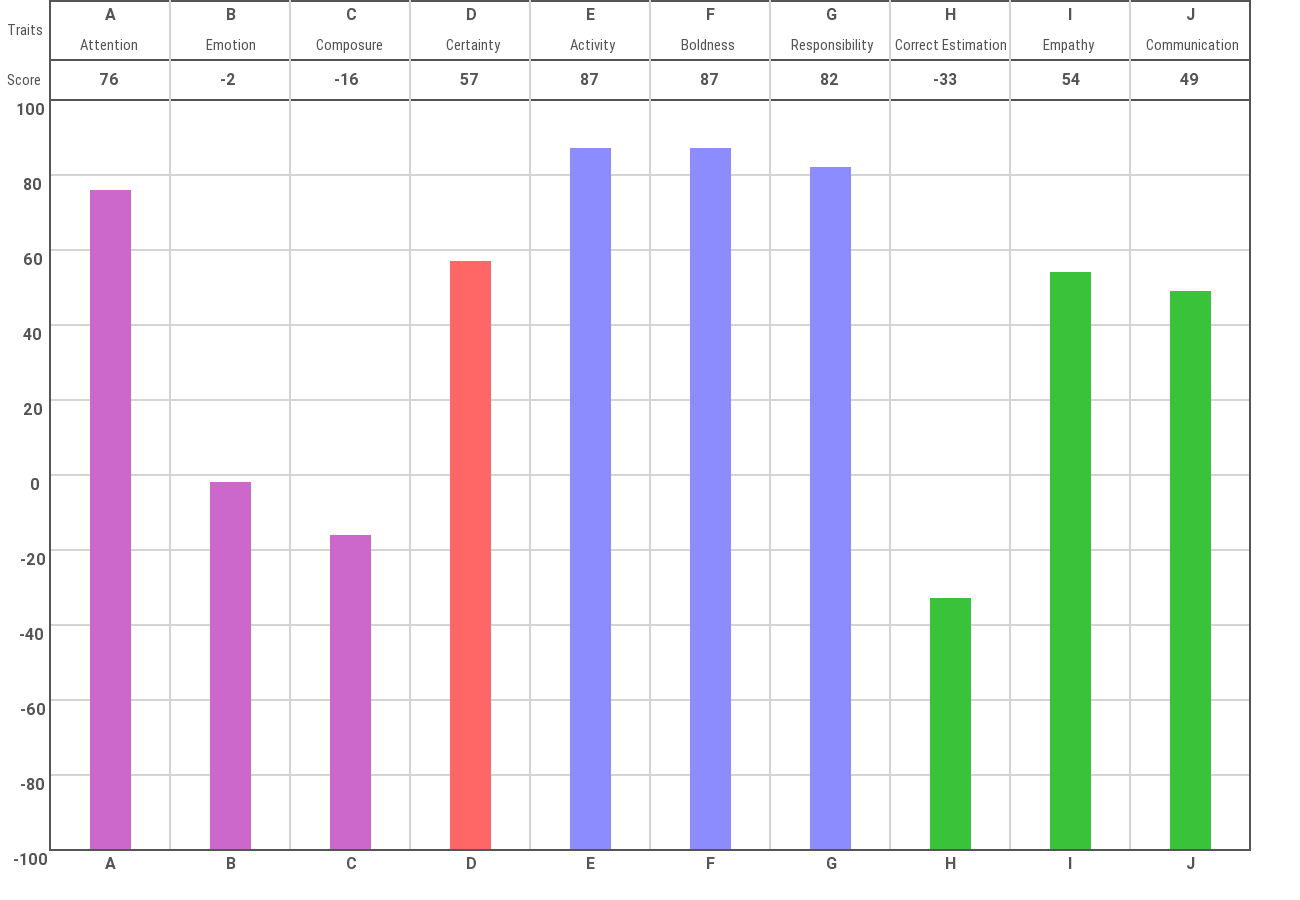 A B C D E F G H I J
Traits
Attention Emotion Composure Certainty Activity Boldness Responsibility Correct Estimation Empathy Communication
Score 76 -2 -16 57 87 87 82 -33 54 49
100
80
60
40
20
0
-20
-40
-60
-80
-100
A B C D E F G H I J